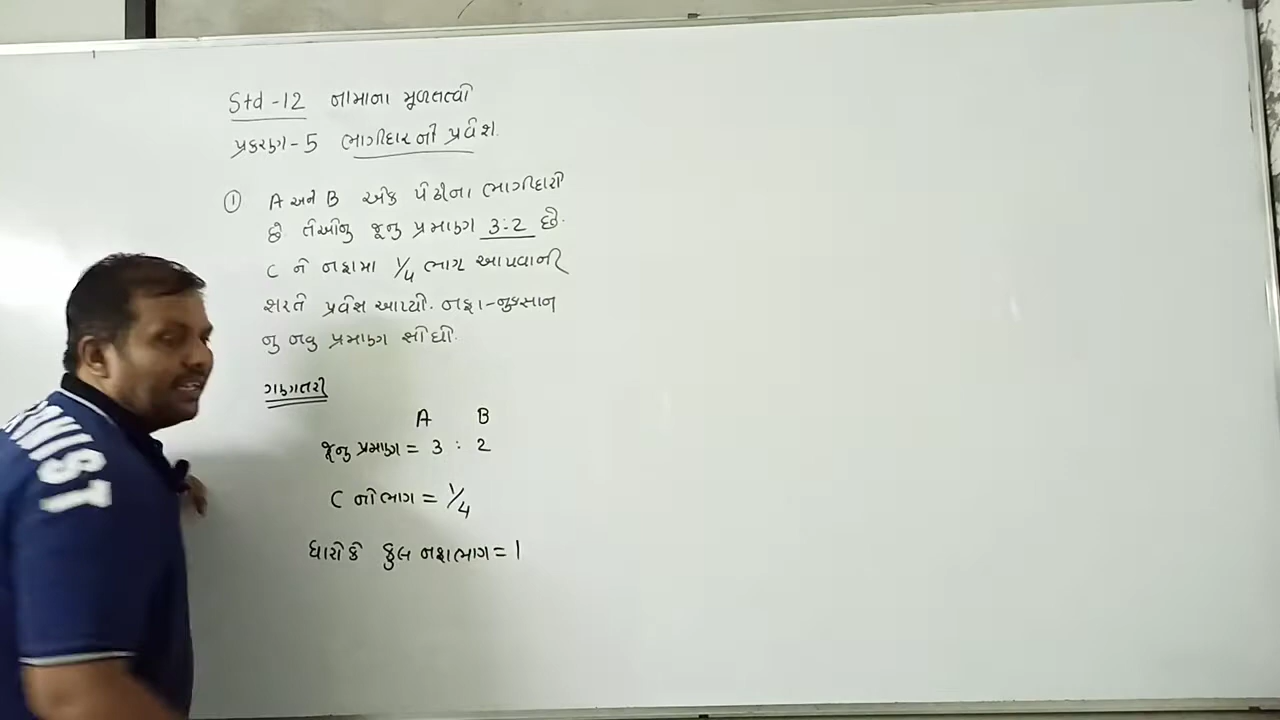 Std-12 નામાના મૂળતત્વો
પ્રકરણ-5 ભાગીદારનો પ્રવેશ.
① A અને B એક પેઢીના ભાગીદારો
છે તેઓનુ જૂનુ પ્રમાણ 3:2 છે.
C ને નફામા 1/4 ભાગ આપવાની
શરતે પ્રવેશ આપ્યો. નફા-નુકસાન
નુ નવુ પ્રમાણ શોધો.
ગણતરી
A B
જૂનુ પ્રમાણ = 3 : 2
C નો ભાગ = 1/4
ધારો કે કુલ નફાભાગ = 1